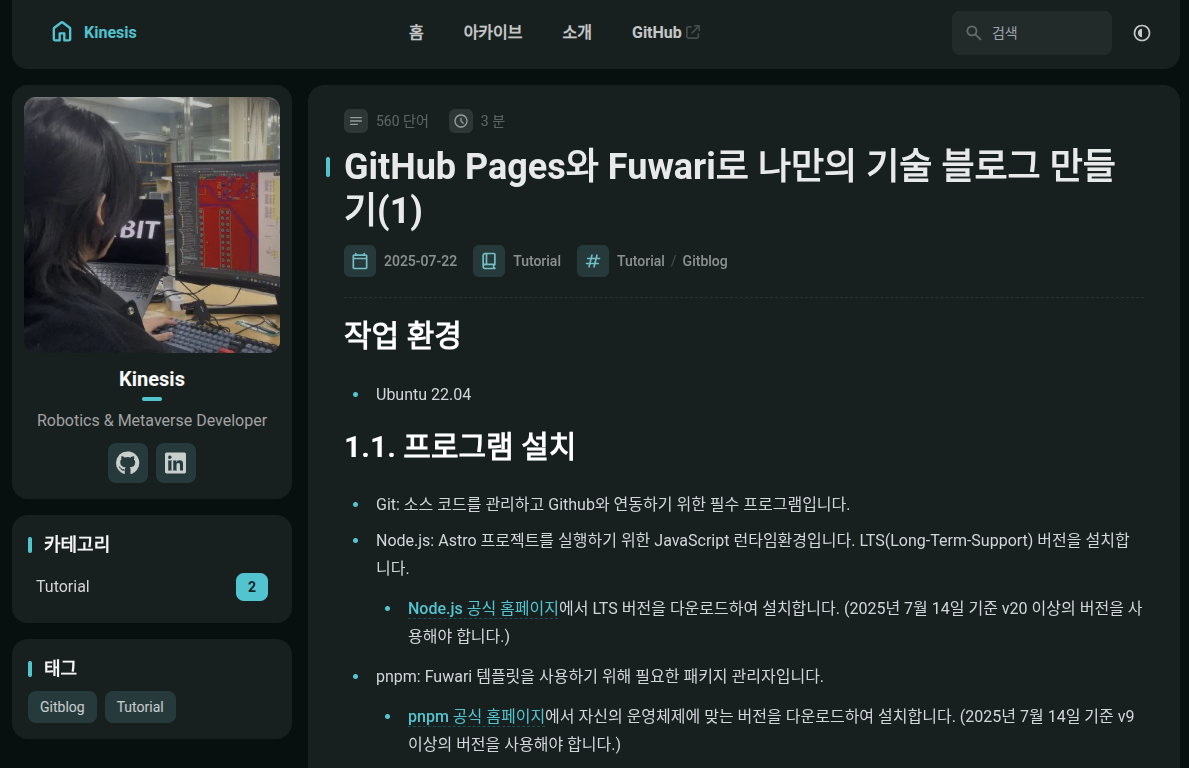 Kinesis
홈 아카이브 소개 GitHub
검색
BIT
Kinesis
Robotics & Metaverse Developer
카테고리
Tutorial 2
태그
Gitblog Tutorial
560 단어 3 분
GitHub Pages와 Fuwari로 나만의 기술 블로그 만들
기(1)
2025-07-22 Tutorial Tutorial / Gitblog
작업 환경
Ubuntu 22.04
1.1. 프로그램 설치
Git: 소스 코드를 관리하고 Github와 연동하기 위한 필수 프로그램입니다.
Node.js: Astro 프로젝트를 실행하기 위한 JavaScript 런타임환경입니다. LTS(Long-Term-Support) 버전을 설치합
니다.
Node.js 공식 홈페이지에서 LTS 버전을 다운로드하여 설치합니다. (2025년 7월 14일 기준 v20 이상의 버전을 사
용해야 합니다.)
pnpm: Fuwari 템플릿을 사용하기 위해 필요한 패키지 관리자입니다.
pnpm 공식 홈페이지에서 자신의 운영체제에 맞는 버전을 다운로드하여 설치합니다. (2025년 7월 14일 기준 v9
이상의 버전을 사용해야 합니다.)